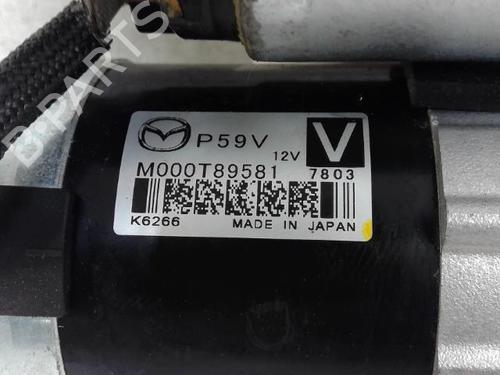 B PARTS
P59V
12V
V
M000T89581
7803
K6266
MADE IN JAPAN